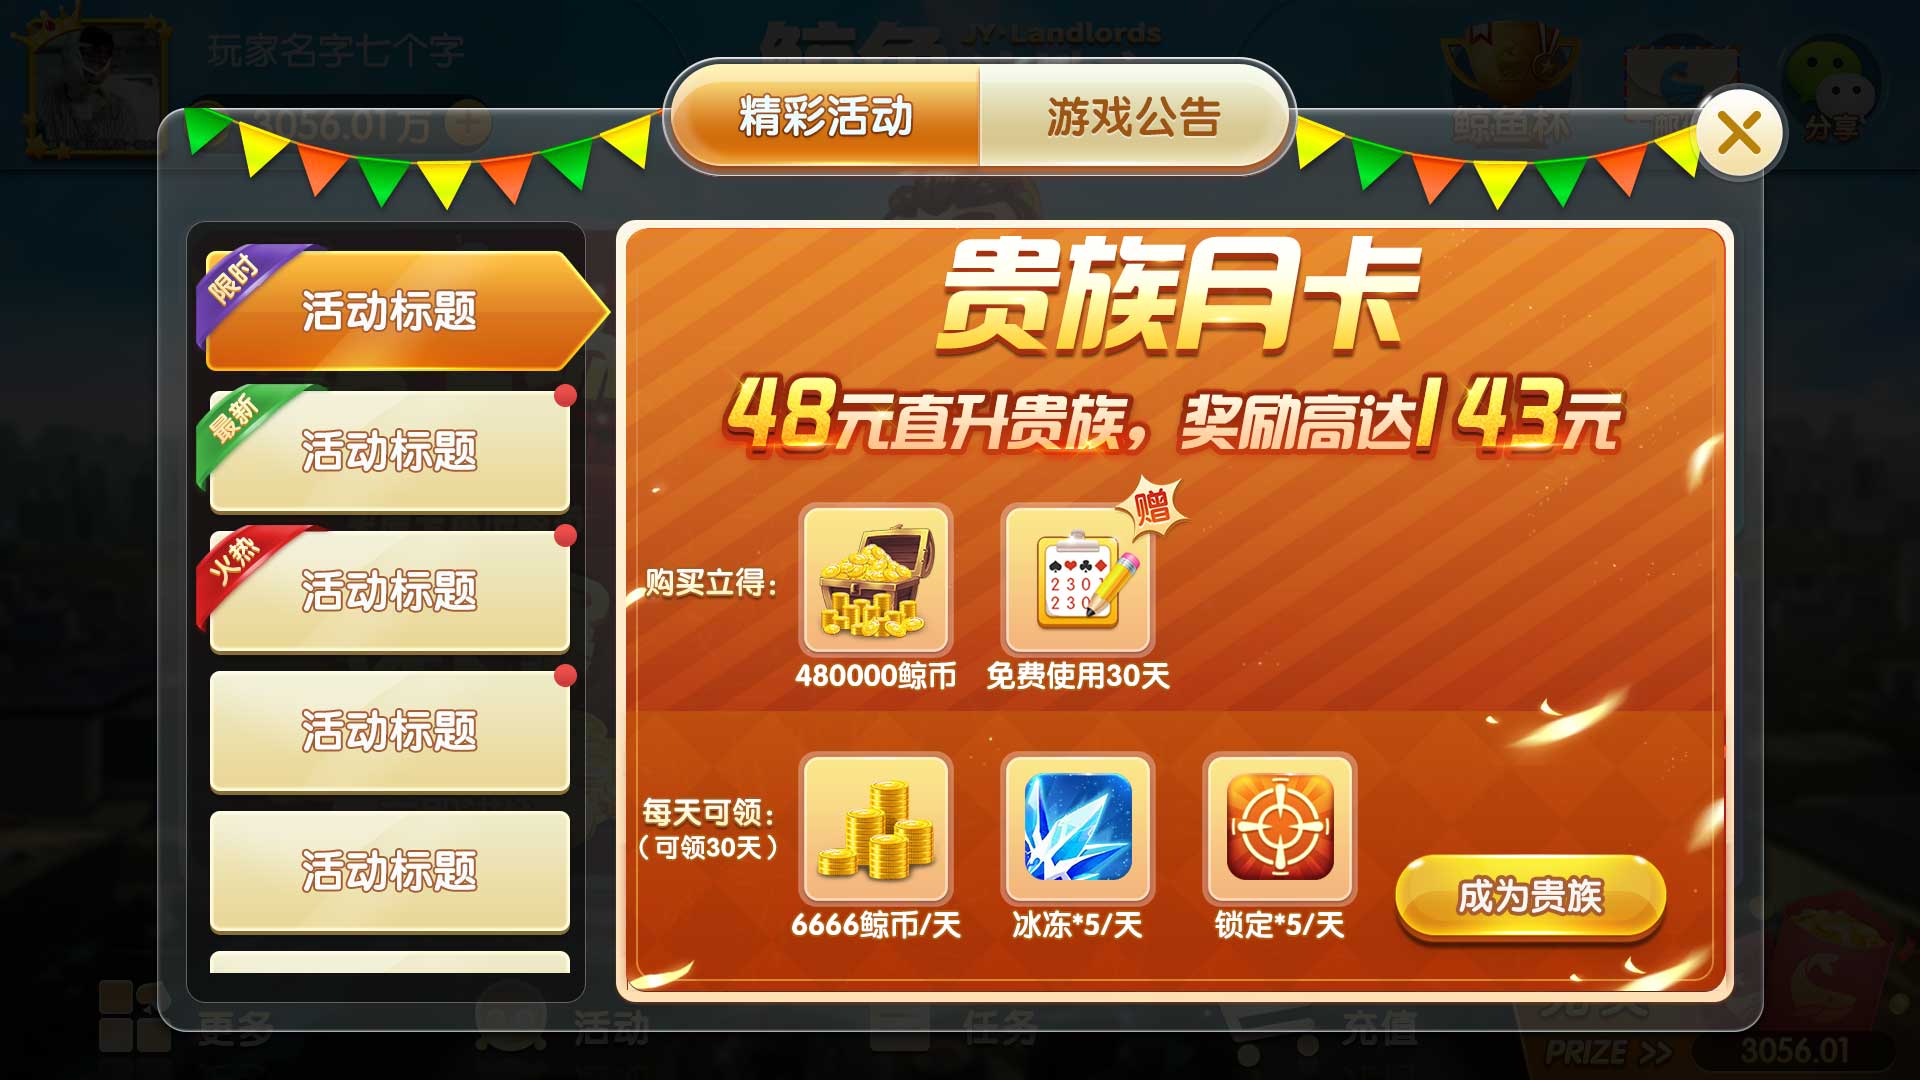 玩家名字七个字
JY·Landlords
3056.01万
鲸鱼杯
分享
精彩活动
游戏公告
限时
活动标题
最新
活动标题
火热
活动标题
活动标题
活动标题
贵族月卡
48元直升贵族，奖励高达143元
购买立得：
赠
480000鲸币
免费使用30天
每天可领：
（可领30天）
6666鲸币/天
冰冻*5/天
锁定*5/天
成为贵族
更多
活动
任务
充值
PRIZE >>
3056.01